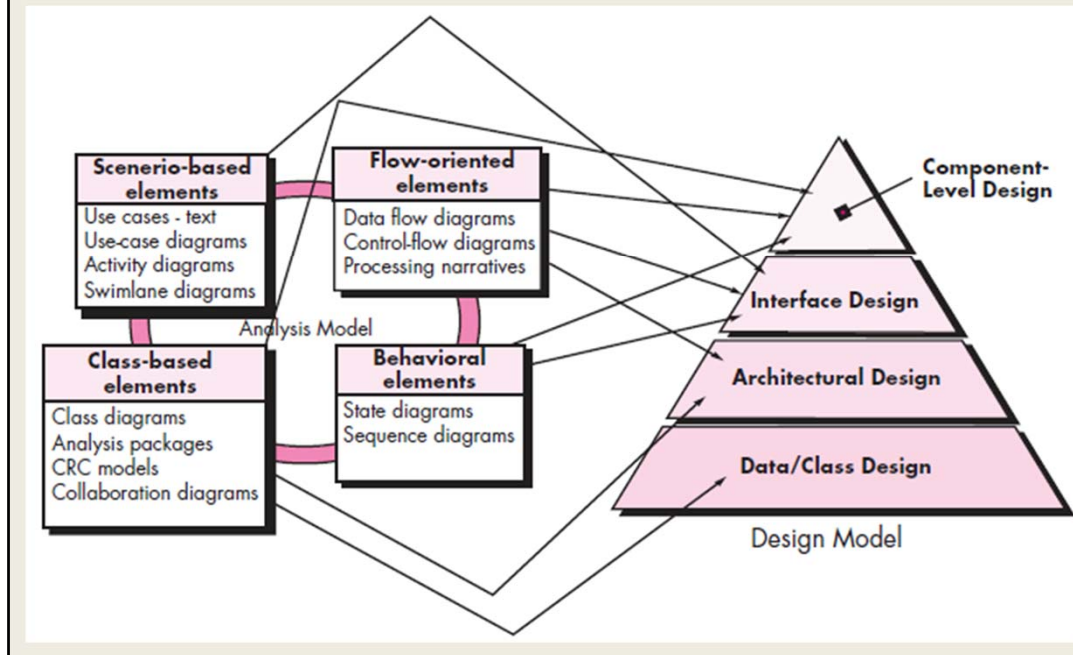 Scenerio-based
elements
Use cases - text
Use-case diagrams
Activity diagrams
Swimlane diagrams
Flow-oriented
elements
Data flow diagrams
Control-flow diagrams
Processing narratives
Analysis Model
Class-based
elements
Class diagrams
Analysis packages
CRC models
Collaboration diagrams
Behavioral
elements
State diagrams
Sequence diagrams
Component-
Level Design
Interface Design
Architectural Design
Data/Class Design
Design Model